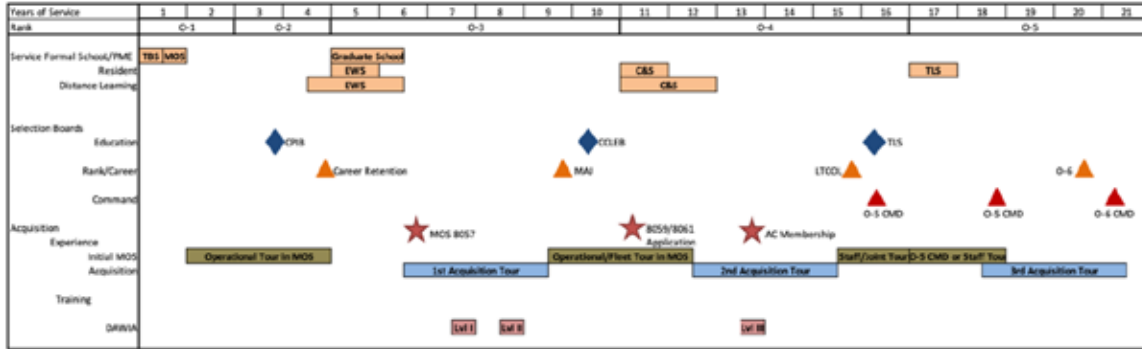 Years of Service 1 2 3 4 5 6 7 8 9 10 11 12 13 14 15 16 17 18 19 20 21
Rank O-1 O-2 O-3 O-4 O-5
Service Formal School/PME TBS MOS Graduate School
Resident EWS C&S TLS
Distance Learning EWS C&S
Selection Boards
Education CPIB CCLEB TLS
Rank/Career Career Retention MAJ LTCOL O-6
Command O-5 CMD O-5 CMD O-6 CMD
Acquisition MOS 8057 8059/8061 Application AC Membership
Experience
Initial MOS Operational Tour in MOS Operational/Fleet Tour in MOS Staff/Joint Tour O-5 CMD or Staff Tour
Acquisition 1st Acquisition Tour 2nd Acquisition Tour 3rd Acquisition Tour
Training
DAWIA Lvl I Lvl II Lvl III